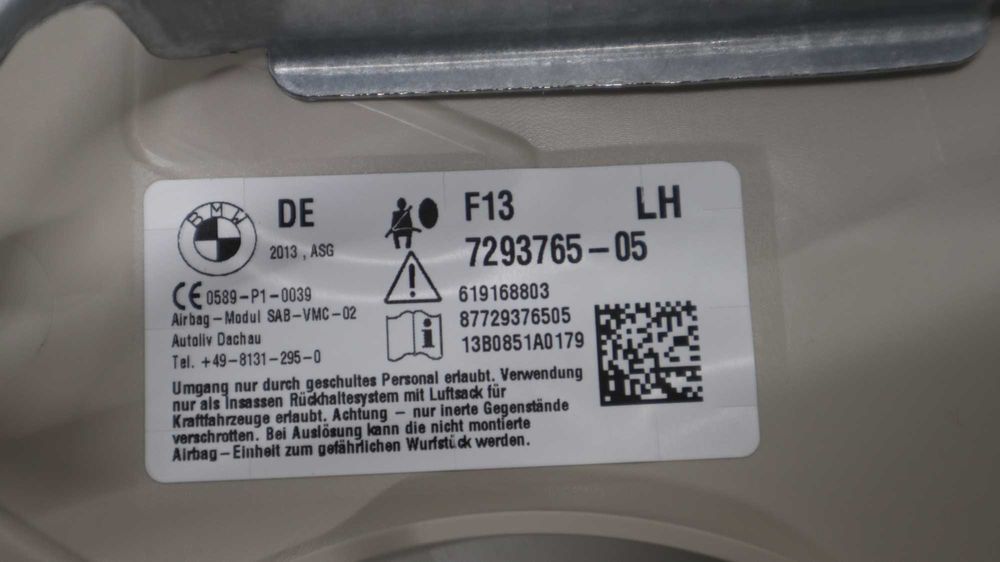 BMW
DE
2013 , ASG
CE 0589-P1-0039
Airbag-Modul SAB-VMC-02
Autoliv Dachau
Tel. +49-8131-295-0
F13
LH
7293765-05
619168803
87729376505
13B0851A0179
Umgang nur durch geschultes Personal erlaubt. Verwendung
nur als Insassen Rückhaltesystem mit Luftsack für
Kraftfahrzeuge erlaubt. Achtung - nur inerte Gegenstände
verschrotten. Bei Auslösung kann die nicht montierte
Airbag-Einheit zum gefährlichen Wurfstück werden.